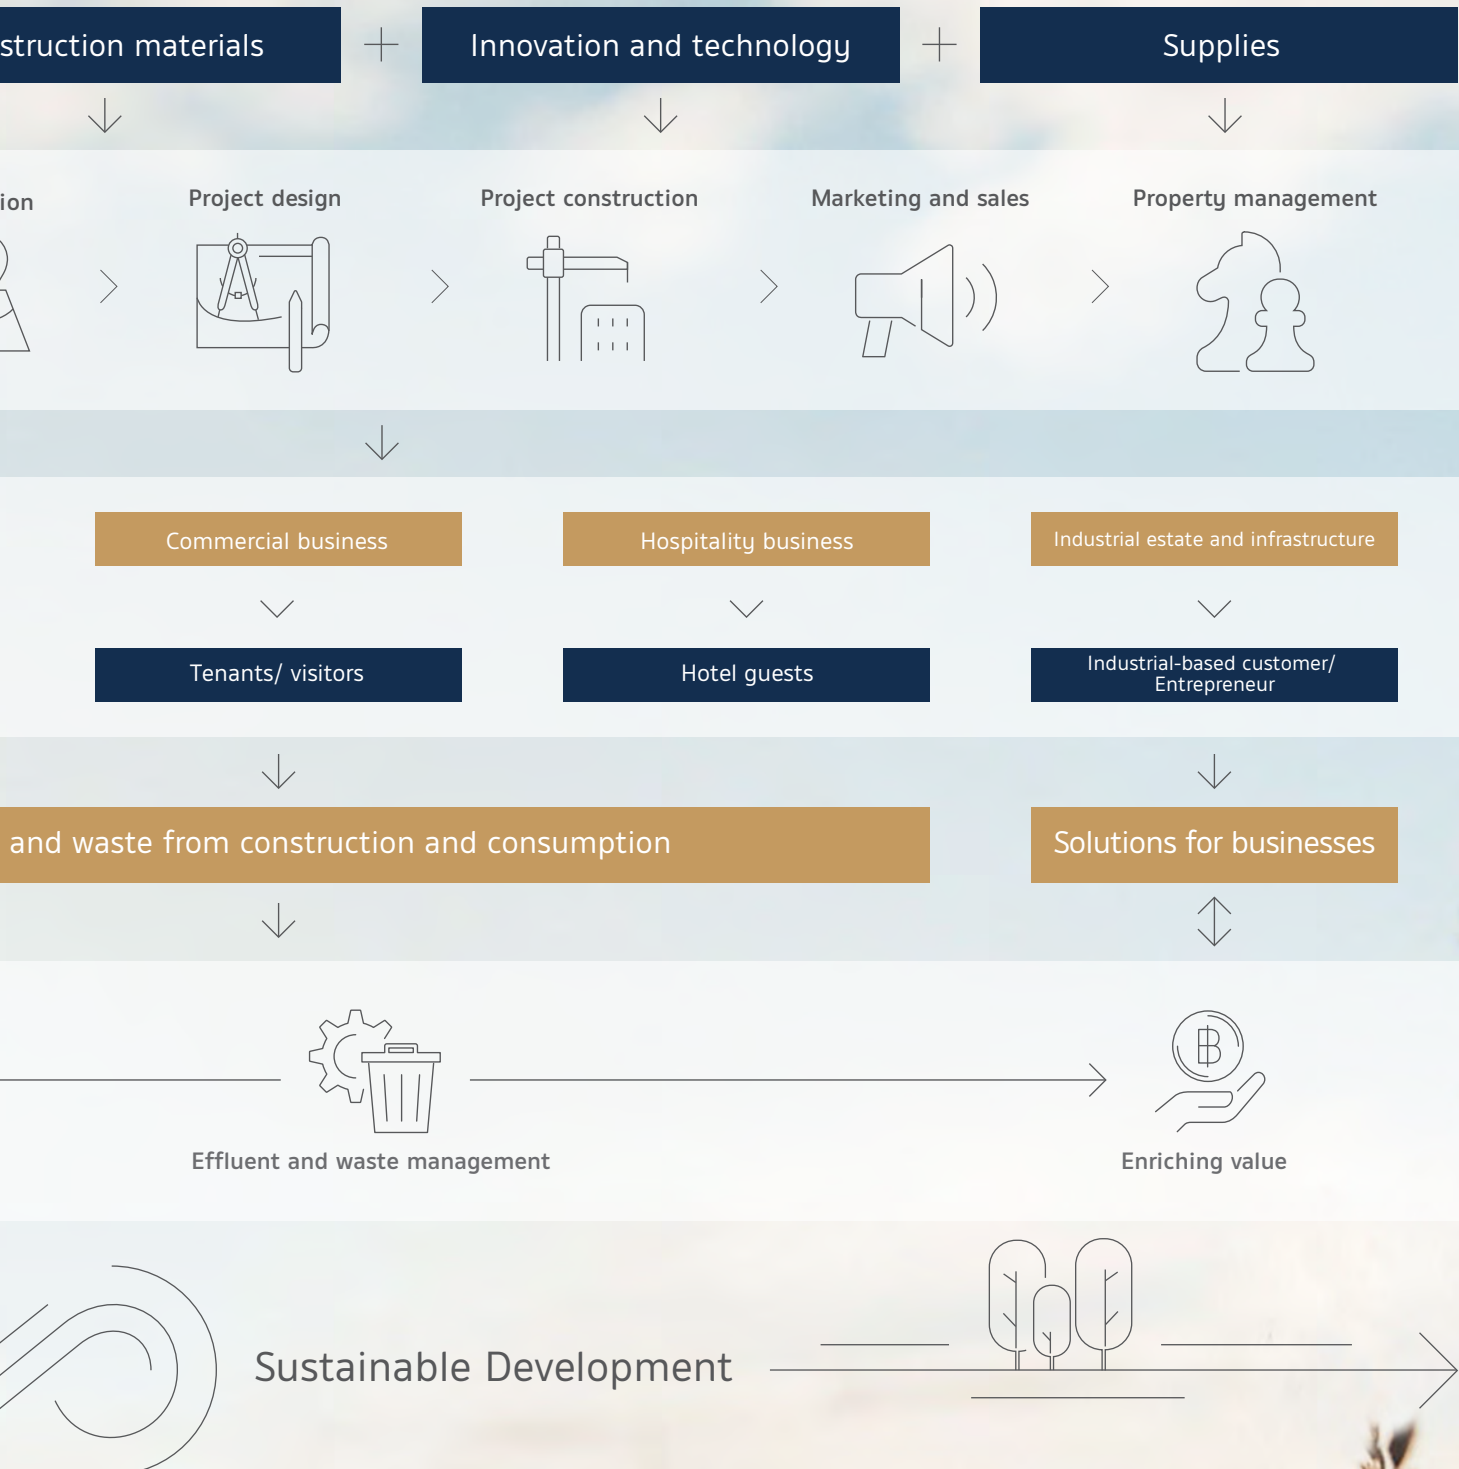 struction materials
Innovation and technology
Supplies
ion
Project design
Project construction
Marketing and sales
Property management
Commercial business
Hospitality business
Industrial estate and infrastructure
Tenants/ visitors
Hotel guests
Industrial-based customer/
Entrepreneur
and waste from construction and consumption
Solutions for businesses
Effluent and waste management
Enriching value
Sustainable Development